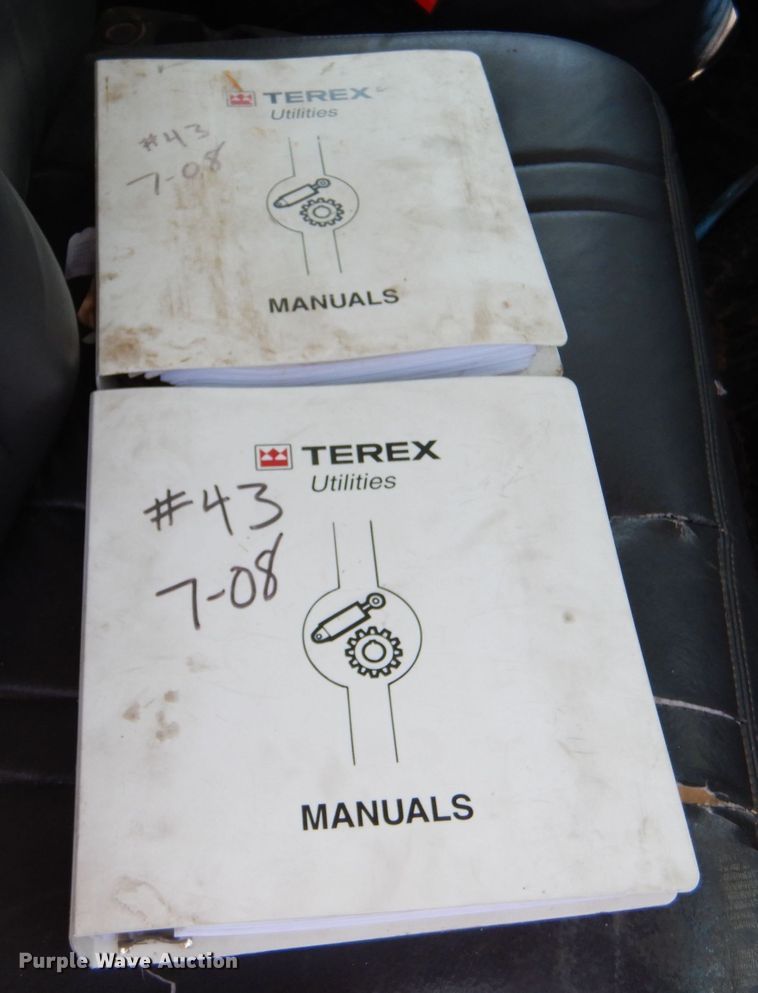 TEREX
Utilities
#43
7-08
MANUALS
TEREX
Utilities
#43
7-08
MANUALS
Purple Wave Auction